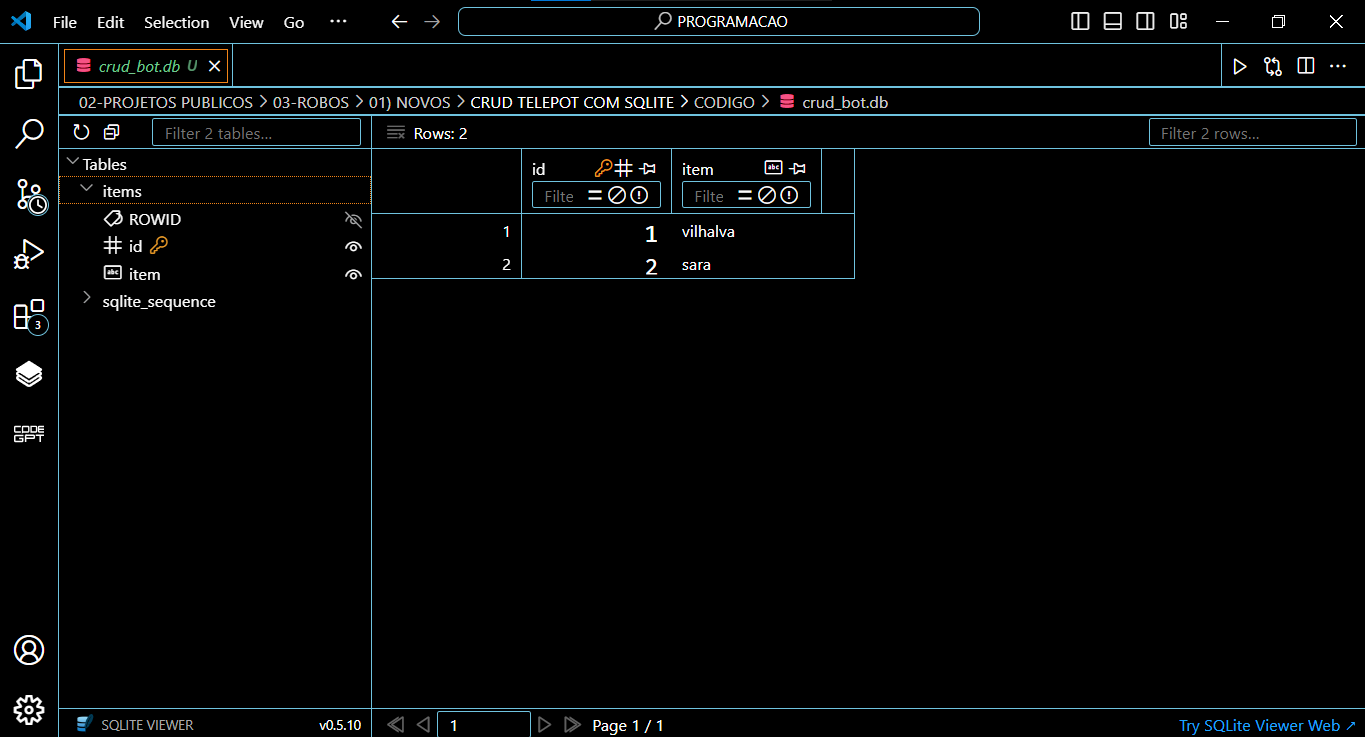 File Edit Selection View Go ··· PROGRAMACAO
crud_bot.db U
02-PROJETOS PUBLICOS > 03-ROBOS > 01) NOVOS > CRUD TELEPOT COM SQLITE > CODIGO > crud_bot.db
Filter 2 tables...
Rows: 2
Filter 2 rows...
Tables
items
ROWID
id
abc item
sqlite_sequence
id
item abc
Filte
Filte
1 1 vilhalva
2 2 sara
3
CODE
GPT
SQLITE VIEWER v0.5.10
1
Page 1 / 1
Try SQLite Viewer Web